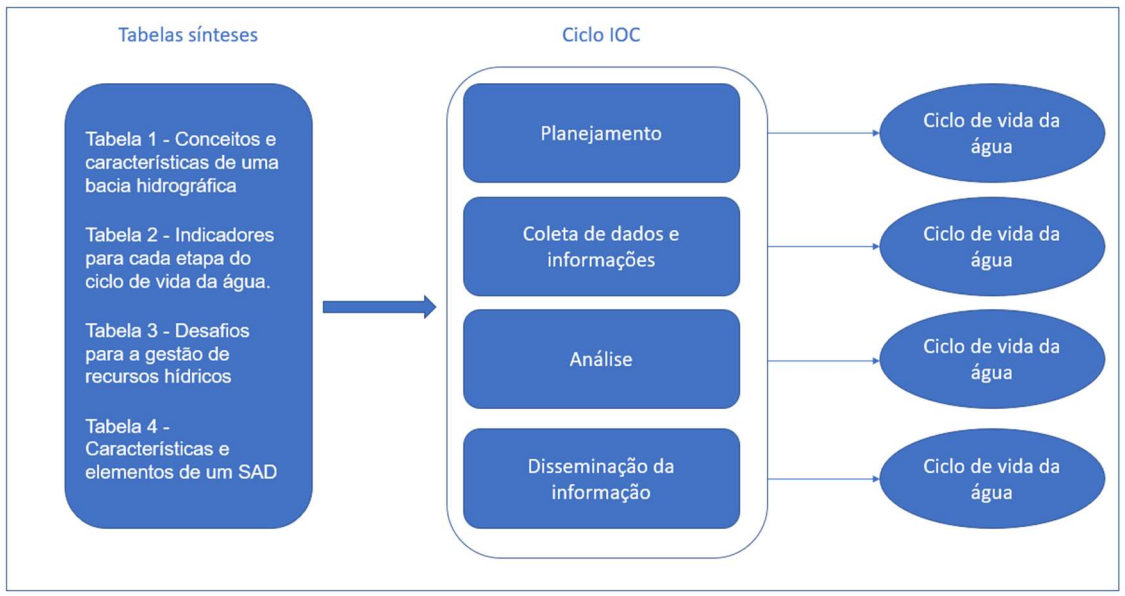 Tabelas sínteses
Ciclo IOC
Tabela 1 - Conceitos e
características de uma
bacia hidrográfica
Tabela 2 - Indicadores
para cada etapa do
ciclo de vida da água.
Tabela 3 - Desafios
para a gestão de
recursos hídricos
Tabela 4 -
Características e
elementos de um SAD
Planejamento
Ciclo de vida da
água
Coleta de dados e
informações
Ciclo de vida da
água
Análise
Ciclo de vida da
água
Disseminação da
informação
Ciclo de vida da
água